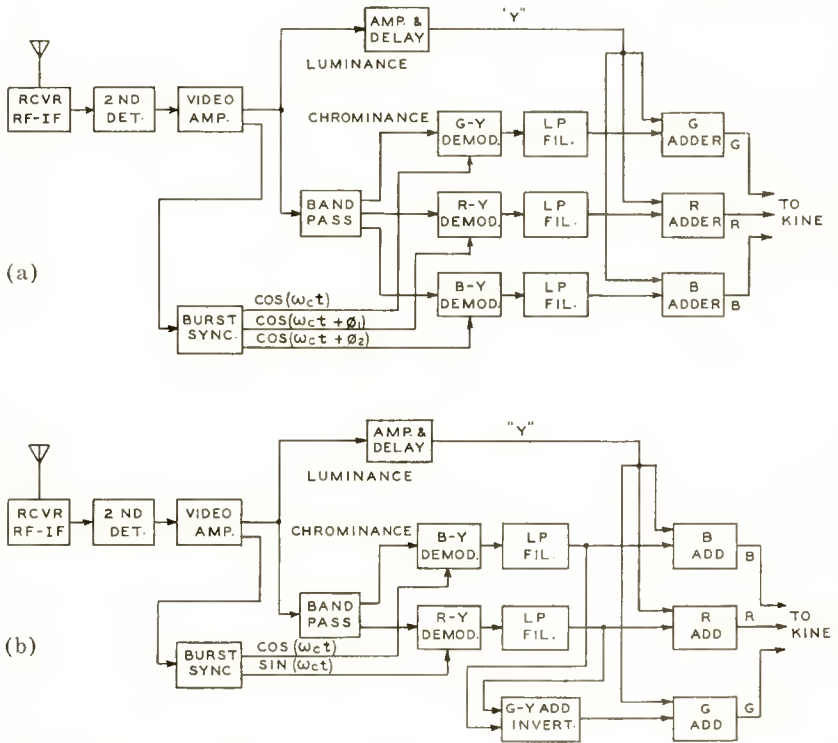 AMP. & DELAY
"Y"
LUMINANCE
RCVR RF-IF
2ND DET.
VIDEO AMP.
CHROMINANCE
G-Y DEMOD.
LP FIL.
G ADDER
G
BAND PASS
R-Y DEMOD.
LP FIL.
R ADDER
R
TO KINE
(a)
B-Y DEMOD.
LP FIL.
B ADDER
B
BURST SYNC.
COS(ωct)
COS(ωct + ø1)
COS(ωct + ø2)
AMP. & DELAY
"Y"
LUMINANCE
RCVR RF-IF
2 ND DET.
VIDEO AMP.
CHROMINANCE
B-Y DEMOD.
LP FIL.
B ADD
B
BAND PASS
R-Y DEMOD.
LP FIL.
R ADD
R
TO KINE
(b)
BURST SYNC
COS (ωct)
SIN (ωct)
G-Y ADD INVERT.
G ADD
G